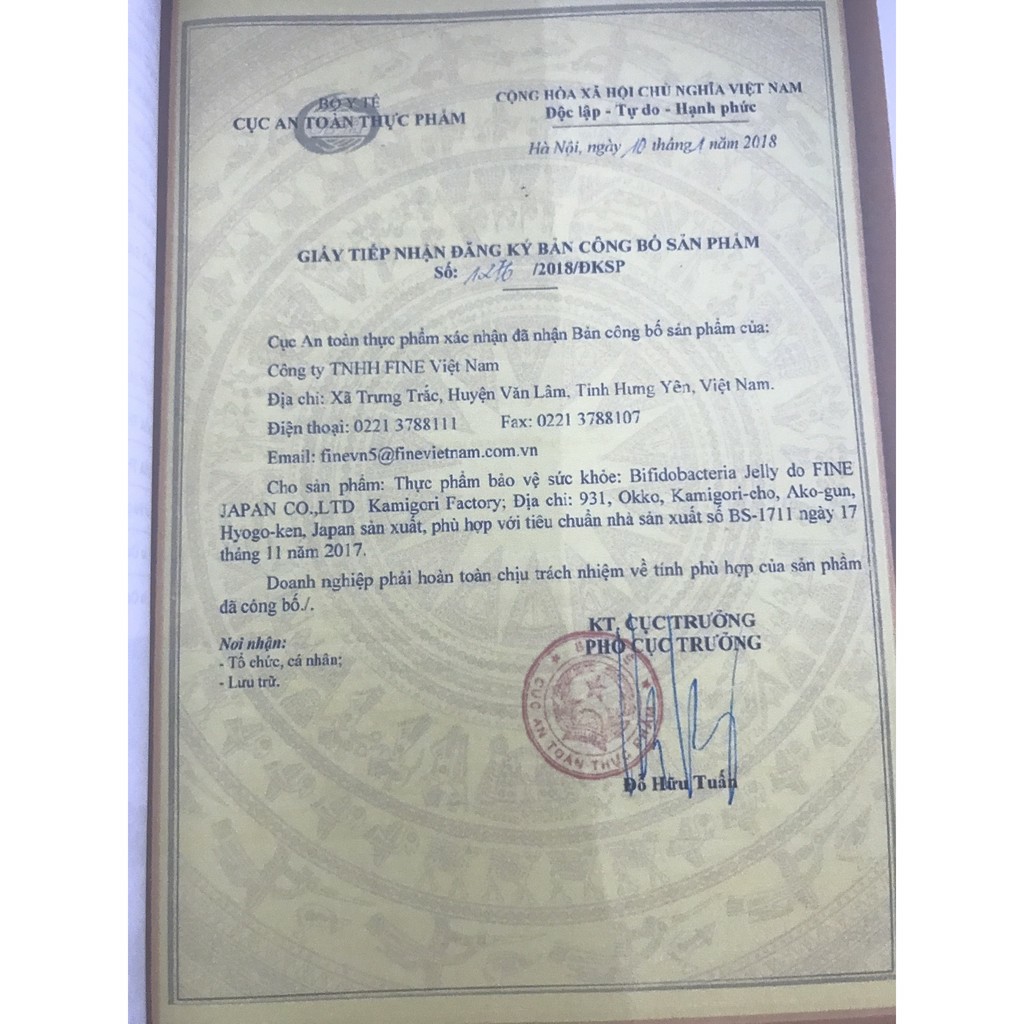 BỘ Y TẾ
CỤC AN TOÀN THỰC PHẨM
CỘNG HÒA XÃ HỘI CHỦ NGHĨA VIỆT NAM
Độc lập - Tự do - Hạnh phúc
Hà Nội, ngày 10 tháng 1 năm 2018
GIẤY TIẾP NHẬN ĐĂNG KÝ BẢN CÔNG BỐ SẢN PHẨM
Số: 1276 /2018/ĐKSP
Cục An toàn thực phẩm xác nhận đã nhận Bản công bố sản phẩm của:
Công ty TNHH FINE Việt Nam
Địa chỉ: Xã Trưng Trắc, Huyện Văn Lâm, Tỉnh Hưng Yên, Việt Nam.
Điện thoại: 0221 3788111 Fax: 0221 3788107
Email: finevn5@finevietnam.com.vn
Cho sản phẩm: Thực phẩm bảo vệ sức khỏe: Bifidobacteria Jelly do FINE
JAPAN CO.,LTD Kamigori Factory; Địa chỉ: 931, Okko, Kamigori-cho, Ako-gun,
Hyogo-ken, Japan sản xuất, phù hợp với tiêu chuẩn nhà sản xuất số BS-1711 ngày 17
tháng 11 năm 2017.
Doanh nghiệp phải hoàn toàn chịu trách nhiệm về tính phù hợp của sản phẩm
đã công bố./.
Nơi nhận:
- Tổ chức, cá nhân;
- Lưu trữ.
KT. CỤC TRƯỞNG
PHÓ CỤC TRƯỞNG
CỤC AN TOÀN THỰC PHẨM
Đỗ Hữu Tuấn